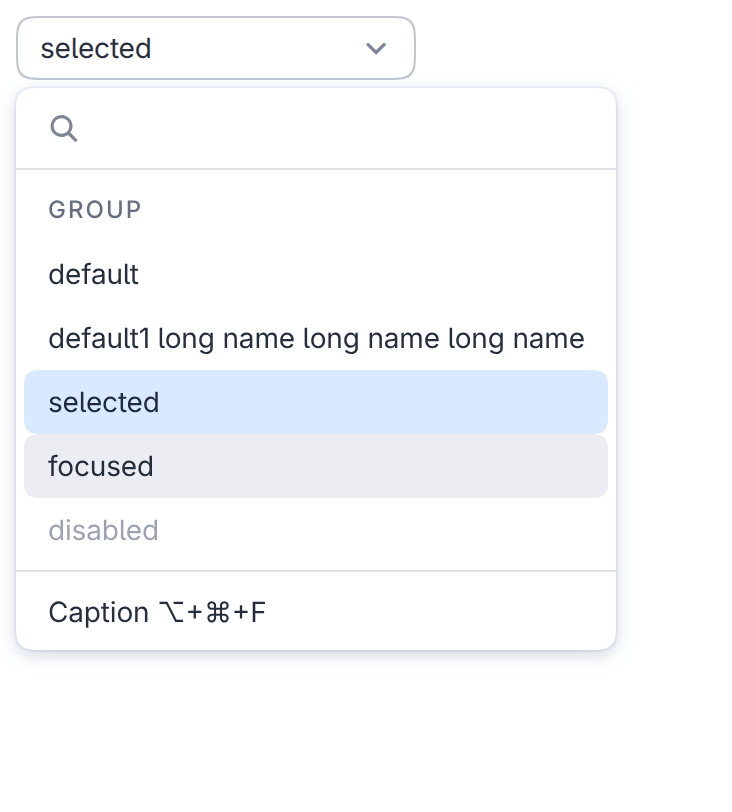 selected
GROUP
default
default1 long name long name long name
selected
focused
disabled
Caption ⌥+⌘+F